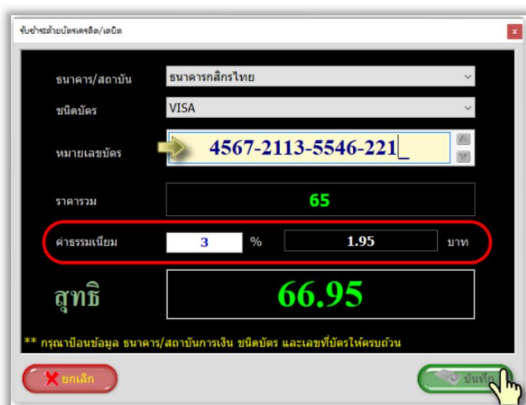 รับชำระด้วยบัตรเครดิต/เดบิต
ธนาคาร/สถาบัน ธนาคารกสิกรไทย
ชนิดบัตร VISA
หมายเลขบัตร 4567-2113-5546-221_
ราคารวม 65
ค่าธรรมเนียม 3 % 1.95 บาท
สุทธิ 66.95
** กรุณาป้อนข้อมูล ธนาคาร/สถาบันการเงิน ชนิดบัตร และเลขที่บัตรให้ครบถ้วน
ยกเลิก บันทึก